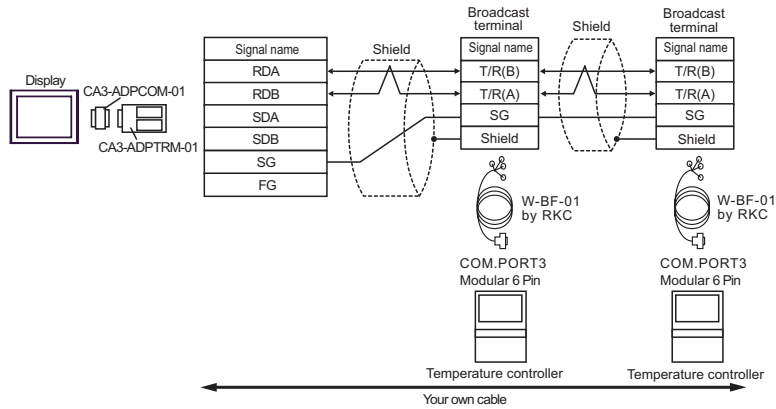 Display
CA3-ADPCOM-01
CA3-ADPTRM-01
Signal name
RDA
RDB
SDA
SDB
SG
FG
Shield
Broadcast
terminal
Signal name
T/R(B)
T/R(A)
SG
Shield
Shield
Broadcast
terminal
Signal name
T/R(B)
T/R(A)
SG
Shield
W-BF-01
by RKC
COM.PORT3
Modular 6 Pin
Temperature controller
W-BF-01
by RKC
COM.PORT3
Modular 6 Pin
Temperature controller
Your own cable